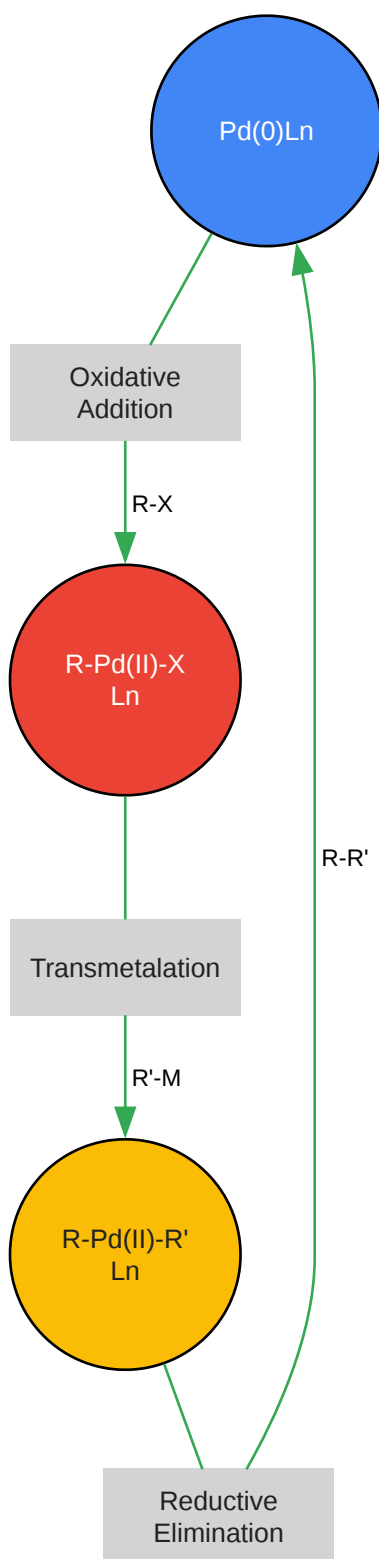 Pd(0)Ln
Oxidative
Addition
R-X
R-Pd(II)-X
Ln
R-R'
Transmetalation
R'-M
R-Pd(II)-R'
Ln
Reductive
Elimination